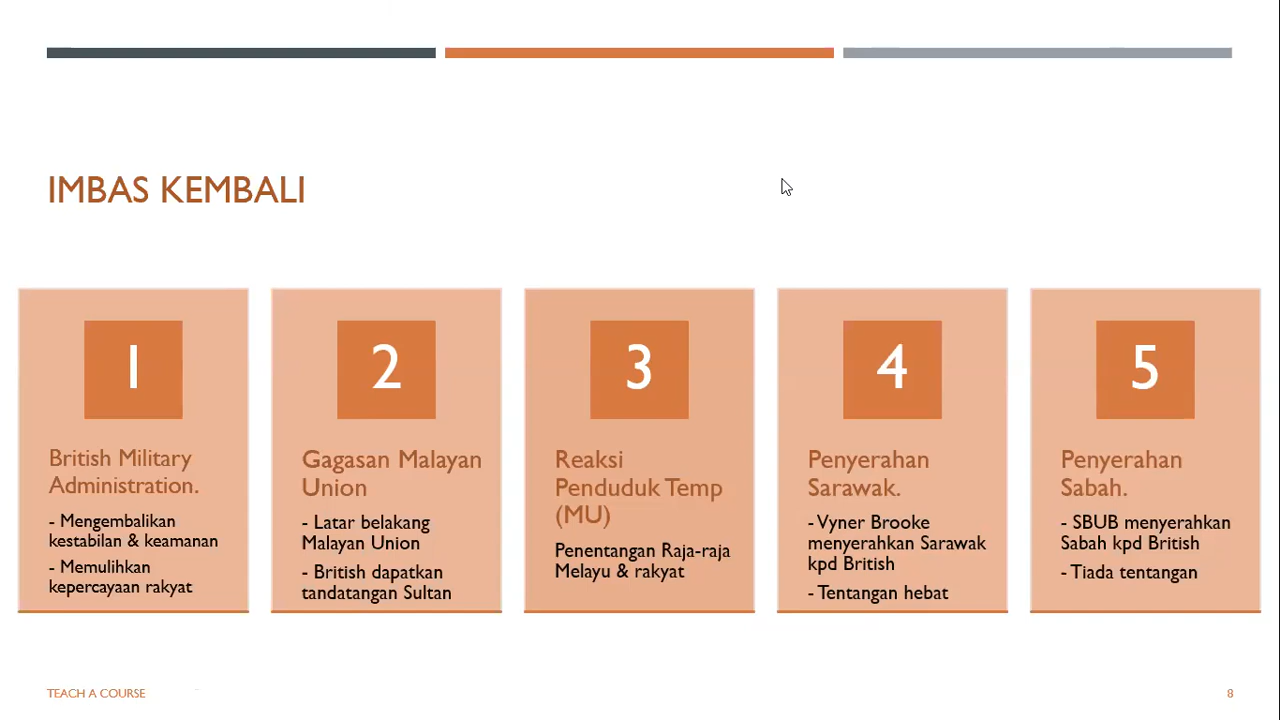 IMBAS KEMBALI
1
British Military
Administration.
- Mengembalikan
kestabilan & keamanan
- Memulihkan
kepercayaan rakyat
2
Gagasan Malayan
Union
- Latar belakang
Malayan Union
- British dapatkan
tandatangan Sultan
3
Reaksi
Penduduk Temp
(MU)
Penentangan Raja-raja
Melayu & rakyat
4
Penyerahan
Sarawak.
- Vyner Brooke
menyerahkan Sarawak
kpd British
- Tentangan hebat
5
Penyerahan
Sabah.
- SBUB menyerahkan
Sabah kpd British
- Tiada tentangan
TEACH A COURSE
8